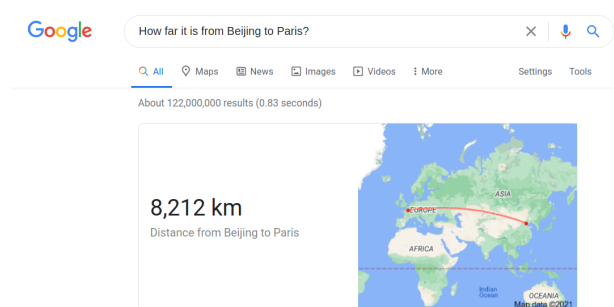 Google
How far it is from Beijing to Paris?
All Maps News Images Videos More Settings Tools
About 122,000,000 results (0.83 seconds)
8,212 km
Distance from Beijing to Paris
ASIA
EUROPE
AFRICA
Indian
Ocean
OCEANIA
Map data ©2021